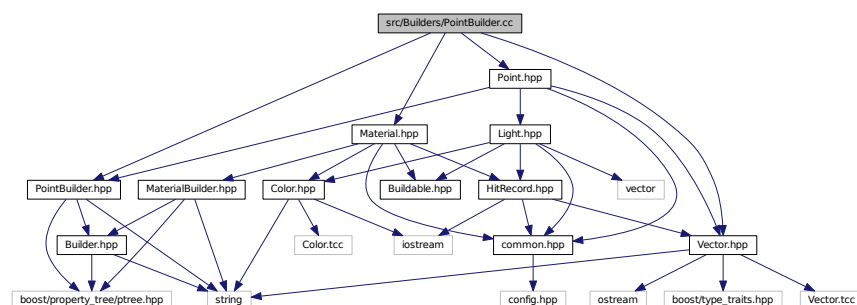 src/Builders/PointBuilder.cc
Point.hpp
Material.hpp
Light.hpp
PointBuilder.hpp
MaterialBuilder.hpp
Color.hpp
Buildable.hpp
HitRecord.hpp
vector
Builder.hpp
Color.tcc
iostream
common.hpp
Vector.hpp
boost/property_tree/ptree.hpp
string
config.hpp
ostream
boost/type_traits.hpp
Vector.tcc